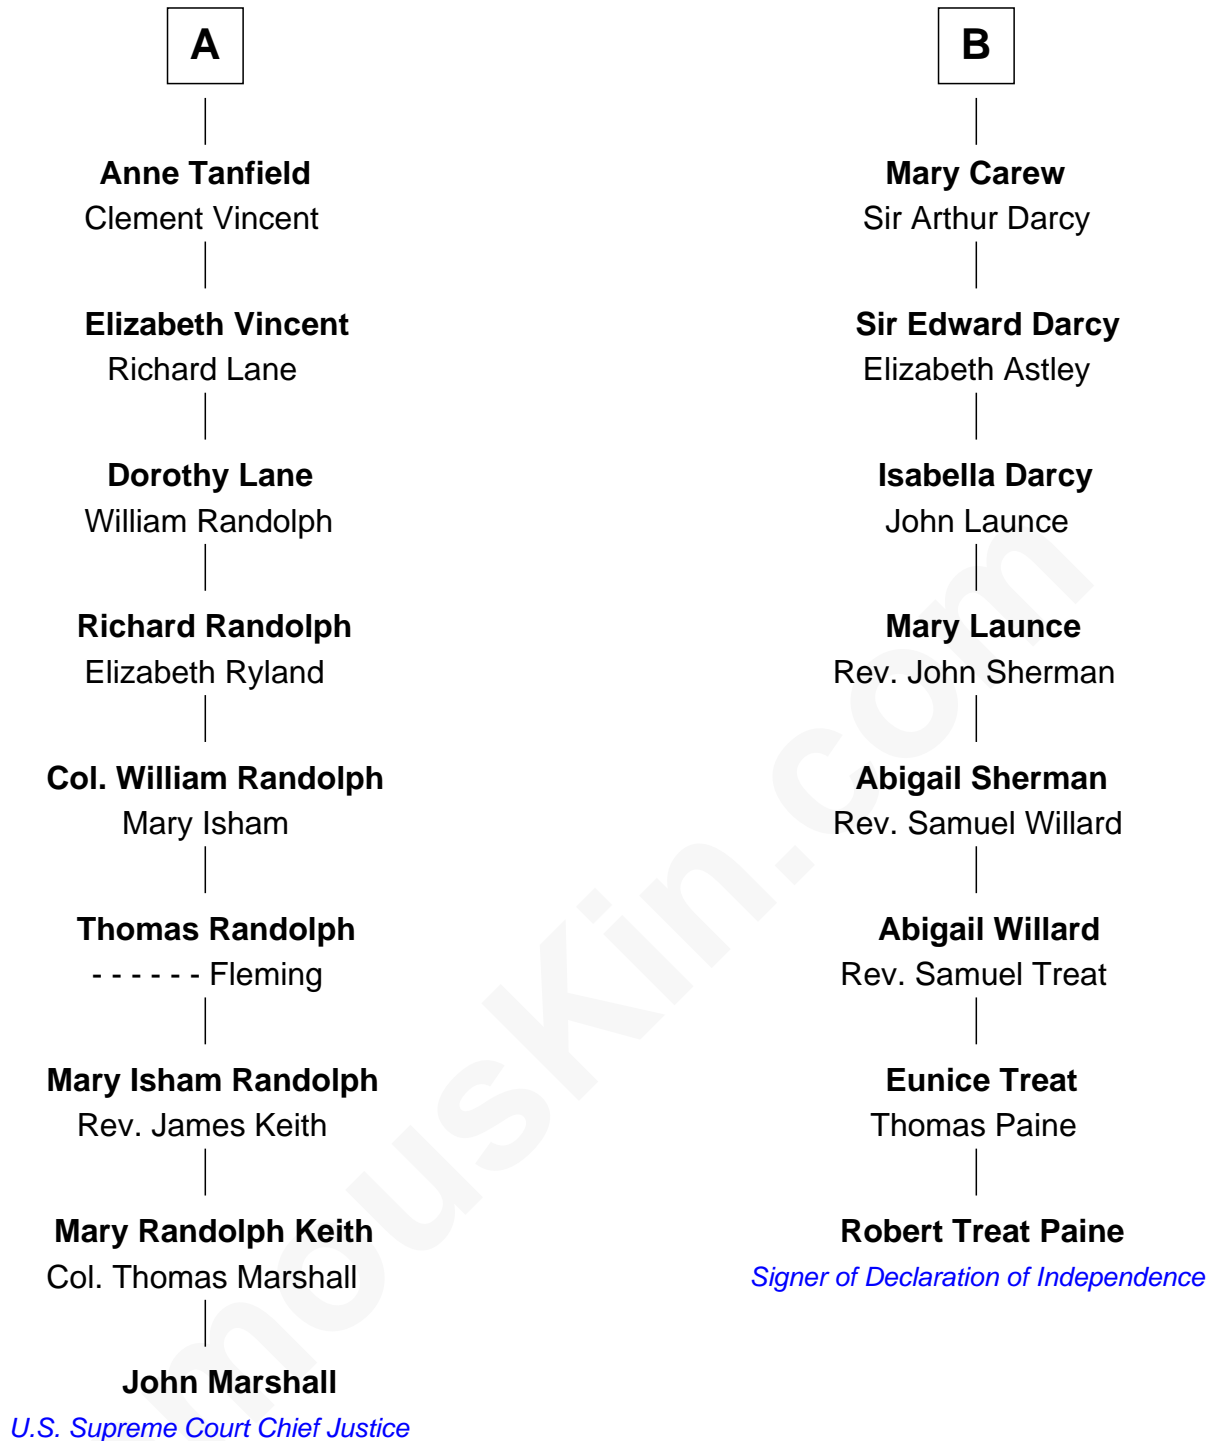 A
Anne Tanfield
Clement Vincent
Elizabeth Vincent
Richard Lane
Dorothy Lane
William Randolph
Richard Randolph
Elizabeth Ryland
Col. William Randolph
Mary Isham
Thomas Randolph
- - - - - - Fleming
Mary Isham Randolph
Rev. James Keith
Mary Randolph Keith
Col. Thomas Marshall
John Marshall
U.S. Supreme Court Chief Justice
B
Mary Carew
Sir Arthur Darcy
Sir Edward Darcy
Elizabeth Astley
Isabella Darcy
John Launce
Mary Launce
Rev. John Sherman
Abigail Sherman
Rev. Samuel Willard
Abigail Willard
Rev. Samuel Treat
Eunice Treat
Thomas Paine
Robert Treat Paine
Signer of Declaration of Independence
mousKin.com